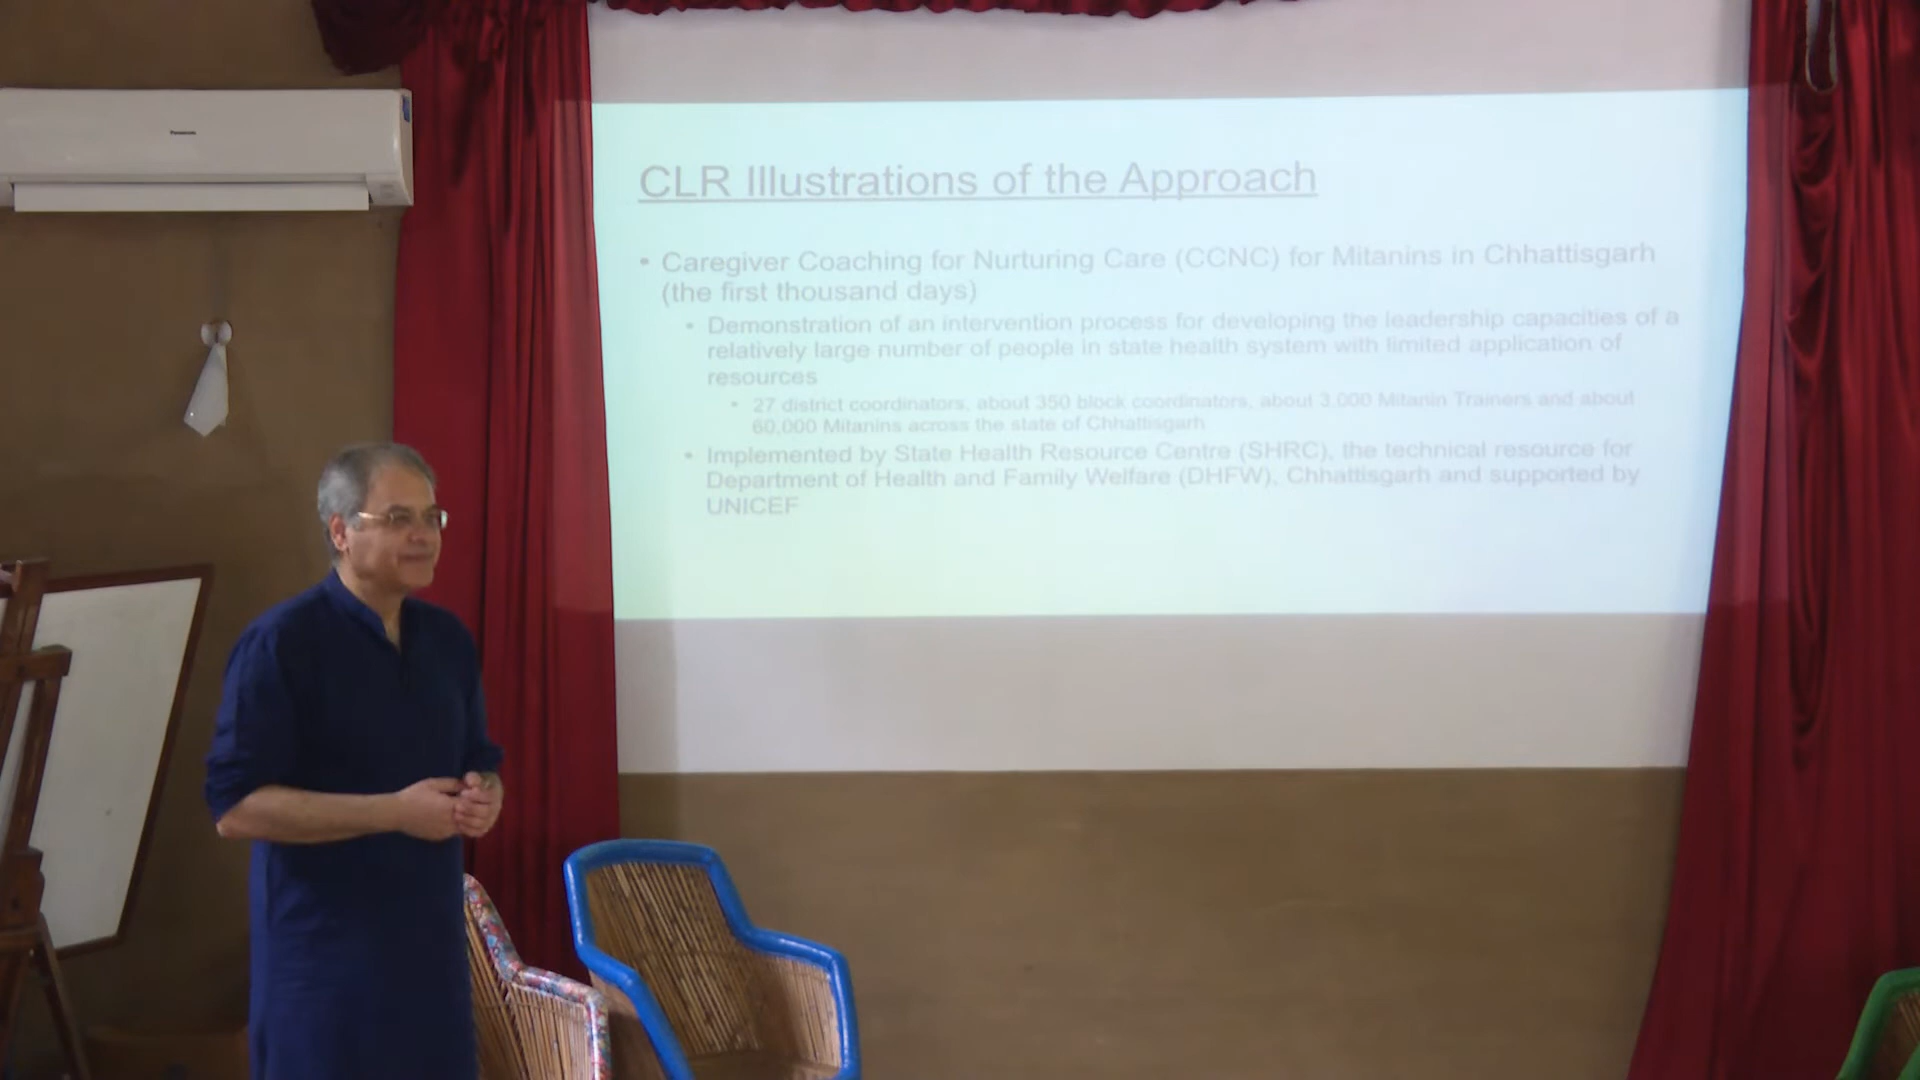 Panasonic
CLR Illustrations of the Approach
• Caregiver Coaching for Nurturing Care (CCNC) for Mitanins in Chhattisgarh
(the first thousand days)
• Demonstration of an intervention process for developing the leadership capacities of a
relatively large number of people in state health system with limited application of
resources
• 27 district coordinators, about 350 block coordinators, about 3,000 Mitanin Trainers and about
60,000 Mitanins across the state of Chhattisgarh
• Implemented by State Health Resource Centre (SHRC), the technical resource for
Department of Health and Family Welfare (DHFW), Chhattisgarh and supported by
UNICEF